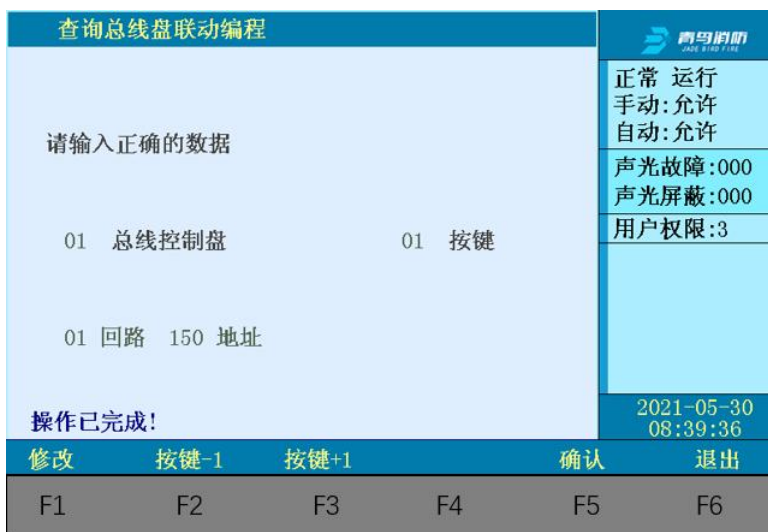 查询总线盘联动编程
青鸟消防
JADE BIRD FIRE
正常 运行
手动:允许
自动:允许
请输入正确的数据
声光故障:000
声光屏蔽:000
用户权限:3
01 总线控制盘 01 按键
01 回路 150 地址
操作已完成!
2021-05-30
08:39:36
修改 按键-1 按键+1 确认 退出
F1 F2 F3 F4 F5 F6